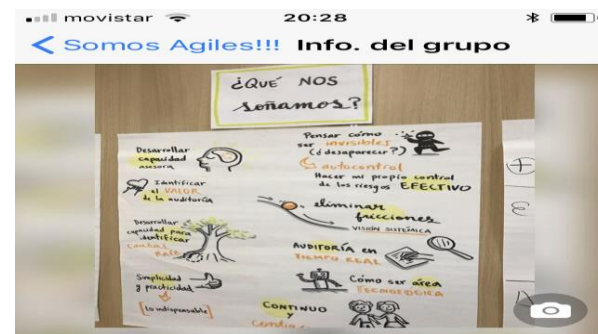 movistar 20:28
Somos Agiles!!! Info. del grupo
¿QUÉ NOS
soñamos?
Desarrollar
capacidad
asesora
Identificar
el VALOR
de la auditoría
Desarrollar
capacidad para
identificar
CAUSAS
RAÍZ
Simplicidad
y practicidad
[lo indispensable]
Pensar cómo
ser invisibles
(¿desaparecer?)
autocontrol
Hacer mi propio control
de los riesgos EFECTIVO
eliminar
fricciones
VISIÓN SISTÉMICA
AUDITORÍA en
TIEMPO REAL
Cómo ser área
TECNOLÓGICA
CONTINUO
y